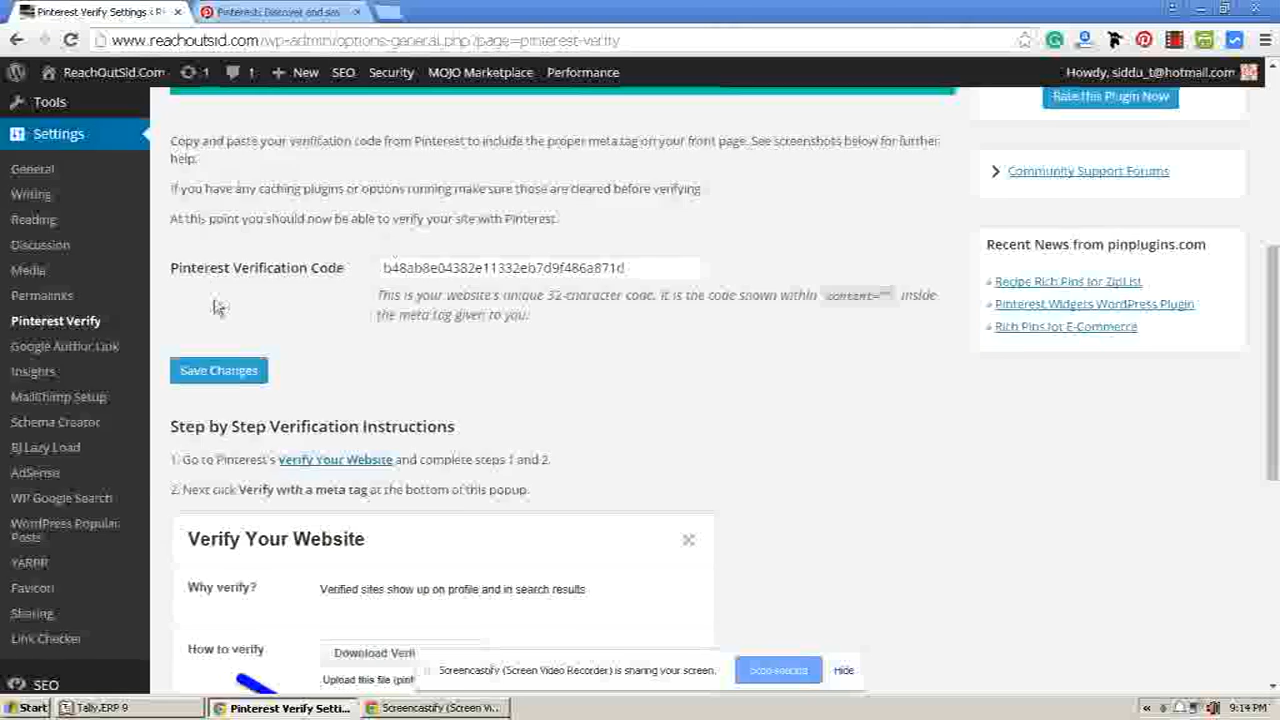 Pinterest Verify Settings ‹ R
Pinterest: Discover and sav
www.reachoutsid.com/wp-admin/options-general.php?page=pinterest-verify
ReachOutSid.Com 1 1 + New SEO Security MOJO Marketplace Performance Howdy, siddu_t@hotmail.com
Tools
Settings
General
Writing
Reading
Discussion
Media
Permalinks
Pinterest Verify
Google Author Link
Insights
MailChimp Setup
Schema Creator
BJ Lazy Load
AdSense
WP Google Search
WordPress Popular
Posts
YARPP
Favicon
Sharing
Link Checker
SEO
Copy and paste your verification code from Pinterest to include the proper meta tag on your front page. See screenshots below for further
help.
If you have any caching plugins or options running make sure those are cleared before verifying.
At this point you should now be able to verify your site with Pinterest.
Pinterest Verification Code b48ab8e04382e11332eb7d9f486a871d
This is your website's unique 32-character code. It is the code shown within content="" inside
the meta tag given to you.
Save Changes
Step by Step Verification Instructions
1. Go to Pinterest's Verify Your Website and complete steps 1 and 2.
2. Next click Verify with a meta tag at the bottom of this popup.
Verify Your Website
Why verify? Verified sites show up on profile and in search results
How to verify Download Veri
Upload this file (pint
Rate this Plugin Now
Community Support Forums
Recent News from pinplugins.com
Recipe Rich Pins for ZipList
Pinterest Widgets WordPress Plugin
Rich Pins for E-Commerce
Screencastify (Screen Video Recorder) is sharing your screen. Stop sharing Hide
Start Tally.ERP 9 Pinterest Verify Setti... Screencastify (Screen Vi... 9:14 PM